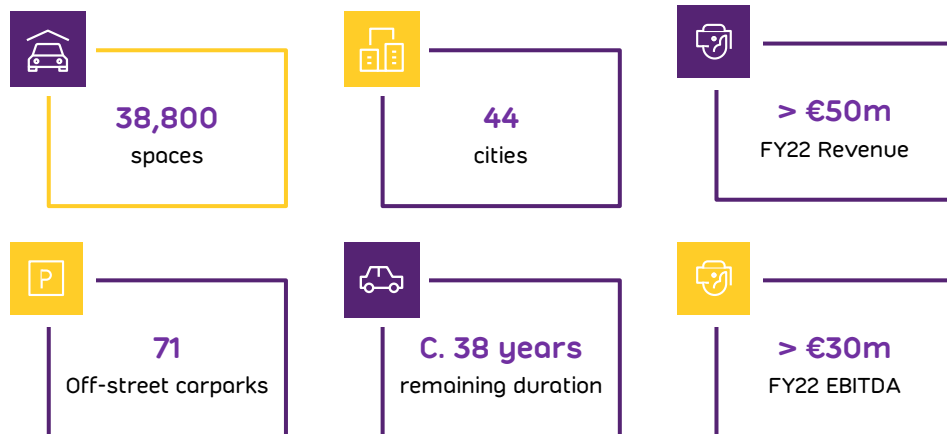 38,800
spaces
44
cities
> €50m
FY22 Revenue
P
71
Off-street carparks
C. 38 years
remaining duration
> €30m
FY22 EBITDA